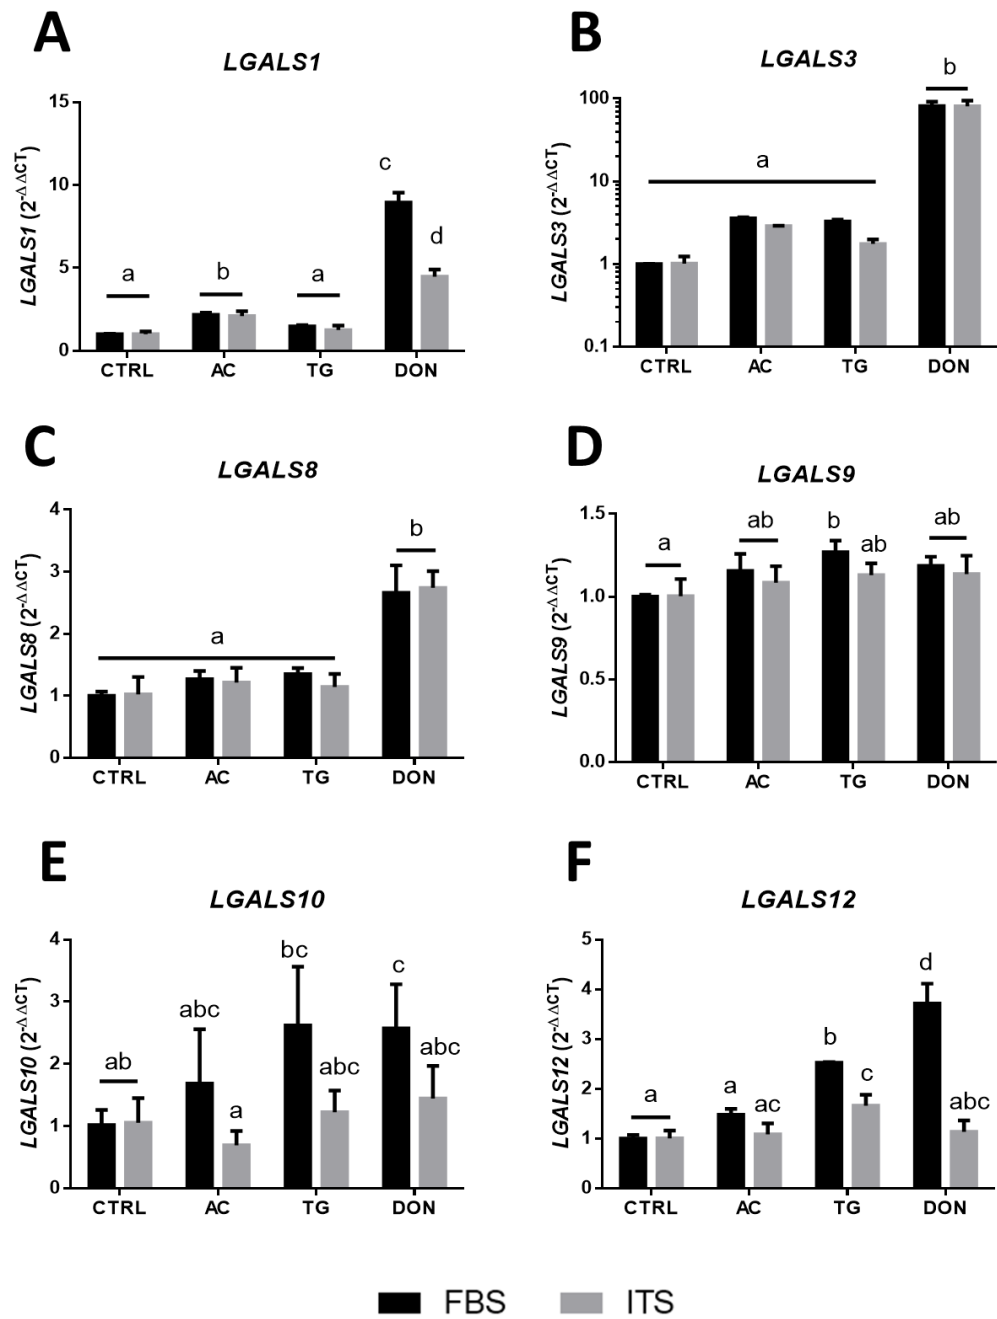 A
LGALS1
LGALS1 (2-ΔΔCT)
15
10
5
0
a
b
a
c
d
CTRL AC TG DON
B
LGALS3
LGALS3 (2-ΔΔCT)
100
10
1
0.1
a
b
CTRL AC TG DON
C
LGALS8
LGALS8 (2-ΔΔCT)
4
3
2
1
0
a
b
CTRL AC TG DON
D
LGALS9
LGALS9 (2-ΔΔCT)
1.5
1.0
0.5
0.0
a
ab
b
ab
ab
CTRL AC TG DON
E
LGALS10
LGALS10 (2-ΔΔCT)
4
3
2
1
0
ab
abc
a
bc
abc
c
abc
CTRL AC TG DON
F
LGALS12
LGALS12 (2-ΔΔCT)
5
4
3
2
1
0
a
a
ac
b
c
d
abc
CTRL AC TG DON
FBS ITS